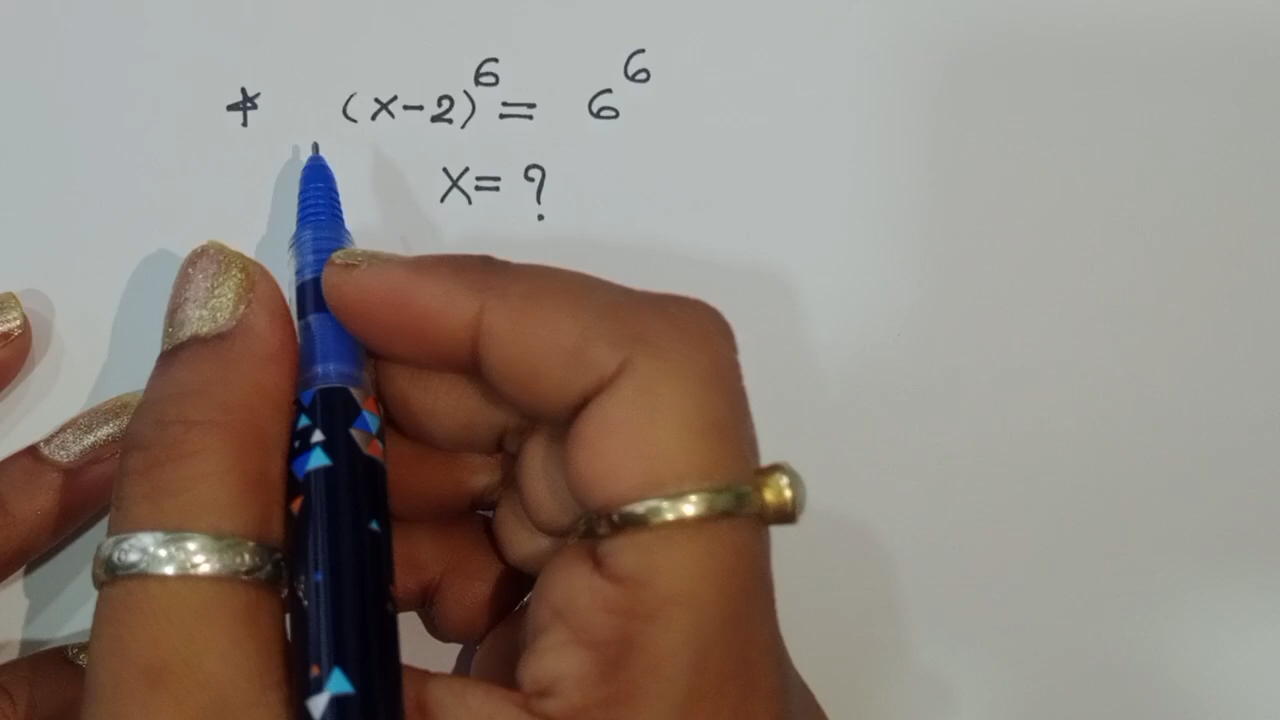 * (x-2)⁶ = 6⁶
x = ?